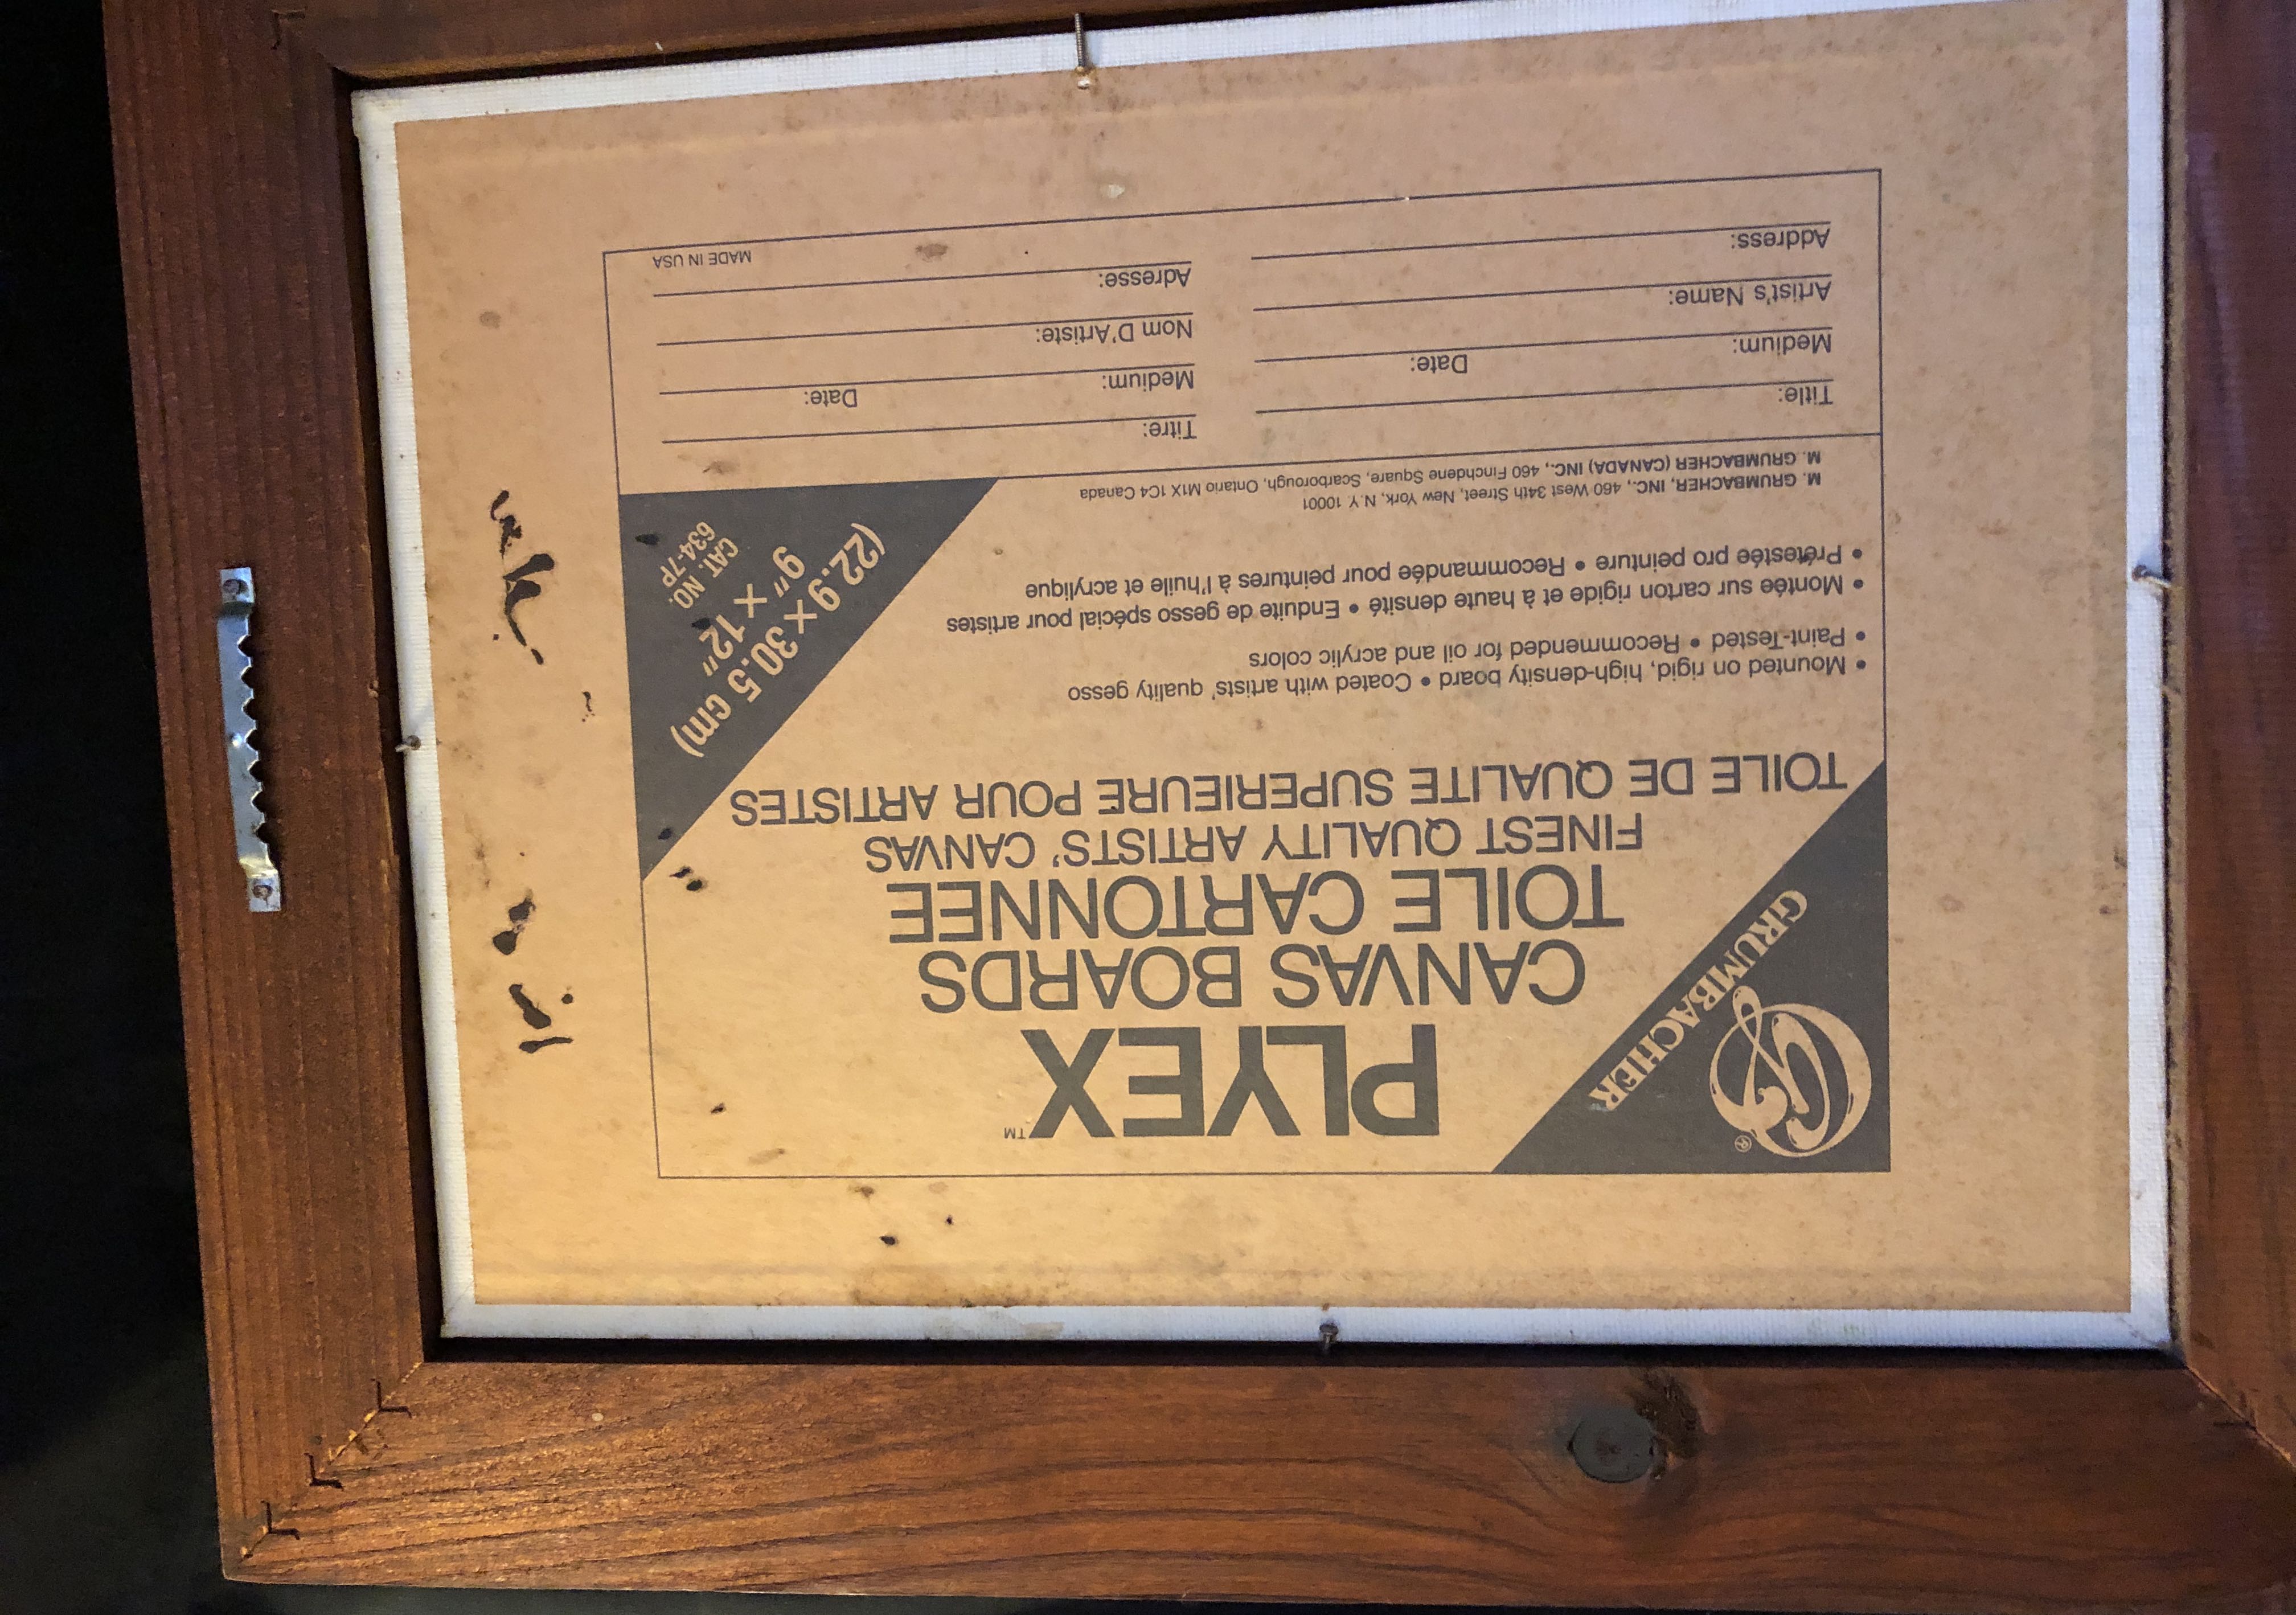 GRUMBACHER
®
PLYEX™
CANVAS BOARDS
TOILE CARTONNEE
FINEST QUALITY ARTISTS' CANVAS
TOILE DE QUALITE SUPERIEURE POUR ARTISTES
• Mounted on rigid, high-density board • Coated with artists' quality gesso
• Paint-Tested • Recommended for oil and acrylic colors
• Montée sur carton rigide et à haute densité • Enduite de gesso spécial pour artistes
• Prétestée pro peinture • Recommandée pour peintures à l'huile et acrylique
(22.9 × 30.5 cm)
9" × 12"
CAT. NO.
634-7P
M. GRUMBACHER, INC., 460 West 34th Street, New York, N.Y. 10001
M. GRUMBACHER (CANADA) INC., 460 Finchdene Square, Scarborough, Ontario M1X 1C4 Canada
Title:
Medium: Date:
Artist's Name:
Address:
Titre:
Medium: Date:
Nom D'Artiste:
Adresse:
MADE IN USA